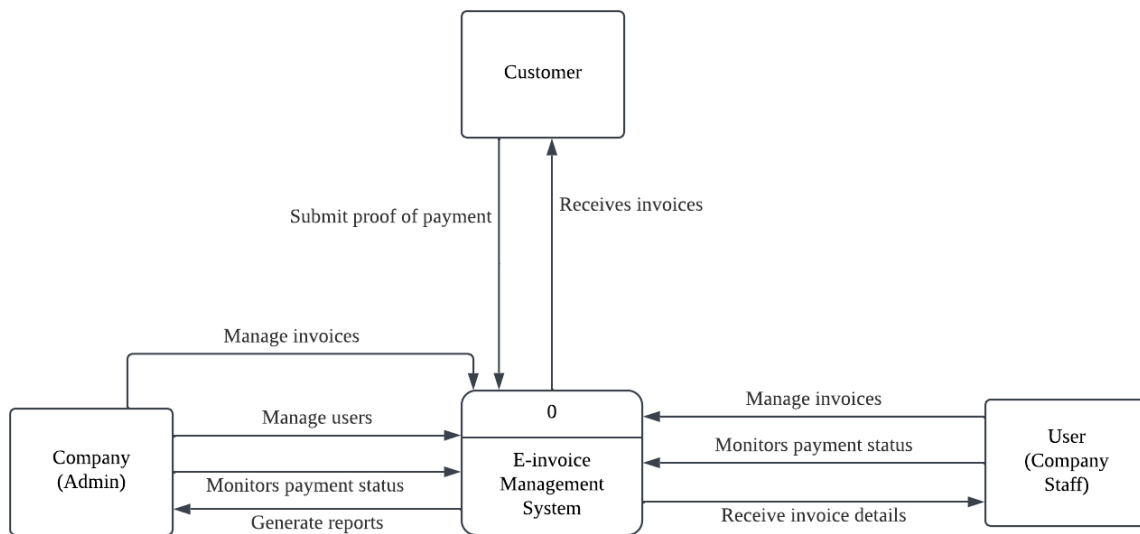 Customer
Submit proof of payment
Receives invoices
Manage invoices
Manage users
Monitors payment status
Generate reports
Company
(Admin)
0
E-invoice
Management
System
Manage invoices
Monitors payment status
Receive invoice details
User
(Company
Staff)